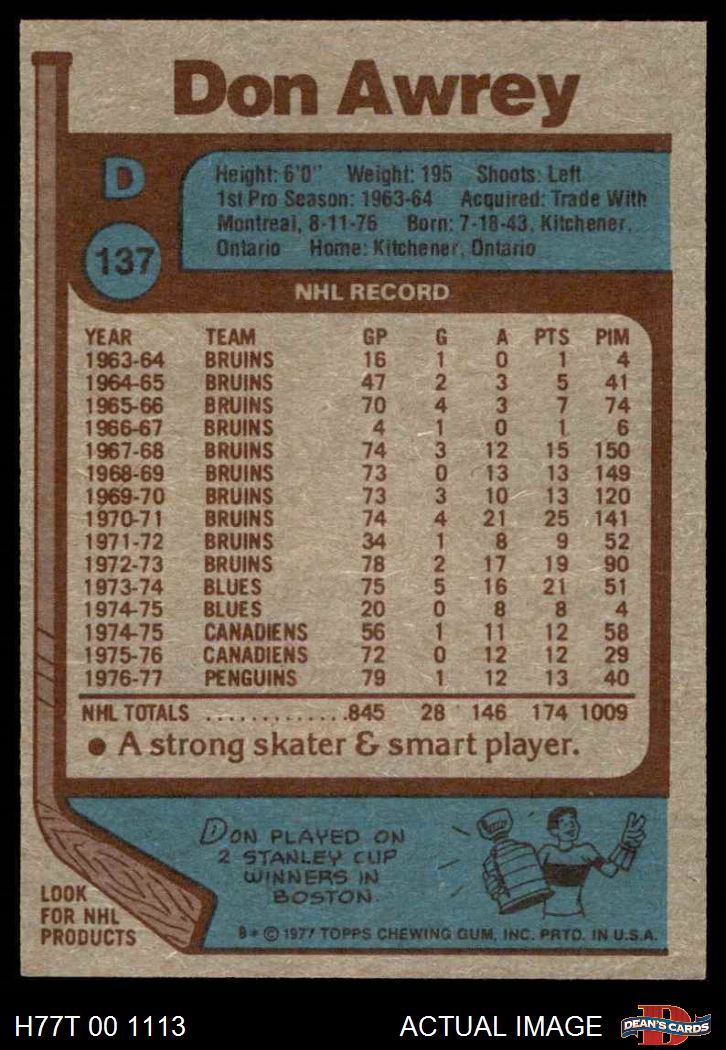 Don Awrey
D
137
Height: 6'0" Weight: 195 Shoots: Left
1st Pro Season: 1963-64 Acquired: Trade With
Montreal, 8-11-76 Born: 7-18-43, Kitchener,
Ontario Home: Kitchener, Ontario
NHL RECORD
YEAR TEAM GP G A PTS PIM
1963-64 BRUINS 16 1 0 1 4
1964-65 BRUINS 47 2 3 5 41
1965-66 BRUINS 70 4 3 7 74
1966-67 BRUINS 4 1 0 1 6
1967-68 BRUINS 74 3 12 15 150
1968-69 BRUINS 73 0 13 13 149
1969-70 BRUINS 73 3 10 13 120
1970-71 BRUINS 74 4 21 25 141
1971-72 BRUINS 34 1 8 9 52
1972-73 BRUINS 78 2 17 19 90
1973-74 BLUES 75 5 16 21 51
1974-75 BLUES 20 0 8 8 4
1974-75 CANADIENS 56 1 11 12 58
1975-76 CANADIENS 72 0 12 12 29
1976-77 PENGUINS 79 1 12 13 40
NHL TOTALS .............845 28 146 174 1009
● A strong skater & smart player.
DON PLAYED ON
2 STANLEY CUP
WINNERS IN
BOSTON.
LOOK
FOR NHL
PRODUCTS
B* © 1977 TOPPS CHEWING GUM, INC. PRTD. IN U.S.A.
H77T 00 1113 ACTUAL IMAGE
D
DEAN'S CARDS